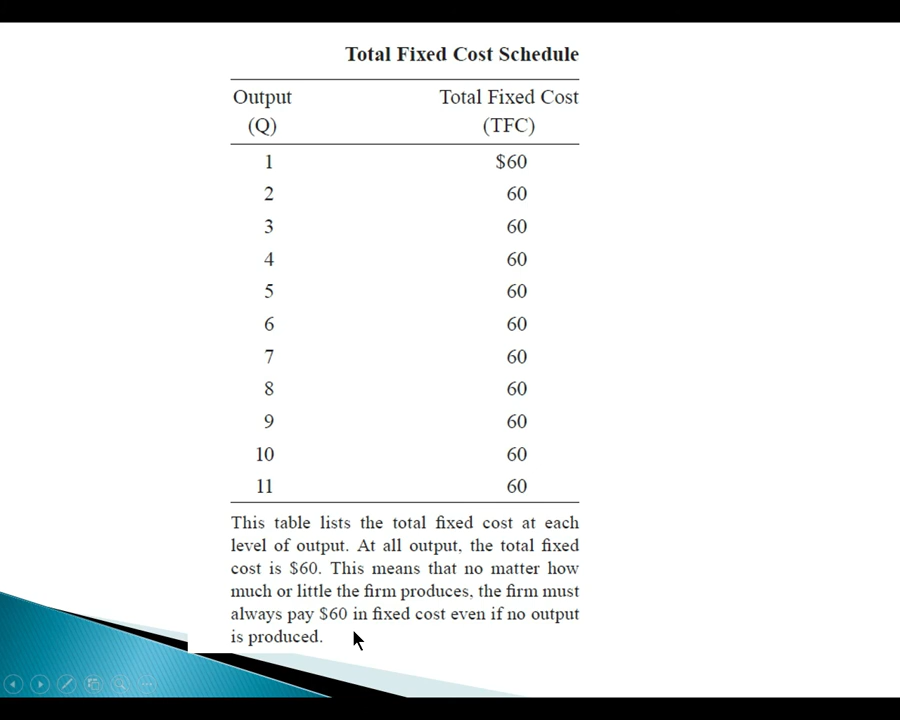 Total Fixed Cost Schedule
Output Total Fixed Cost
(Q) (TFC)
1 $60
2 60
3 60
4 60
5 60
6 60
7 60
8 60
9 60
10 60
11 60
This table lists the total fixed cost at each
level of output. At all output, the total fixed
cost is $60. This means that no matter how
much or little the firm produces, the firm must
always pay $60 in fixed cost even if no output
is produced.